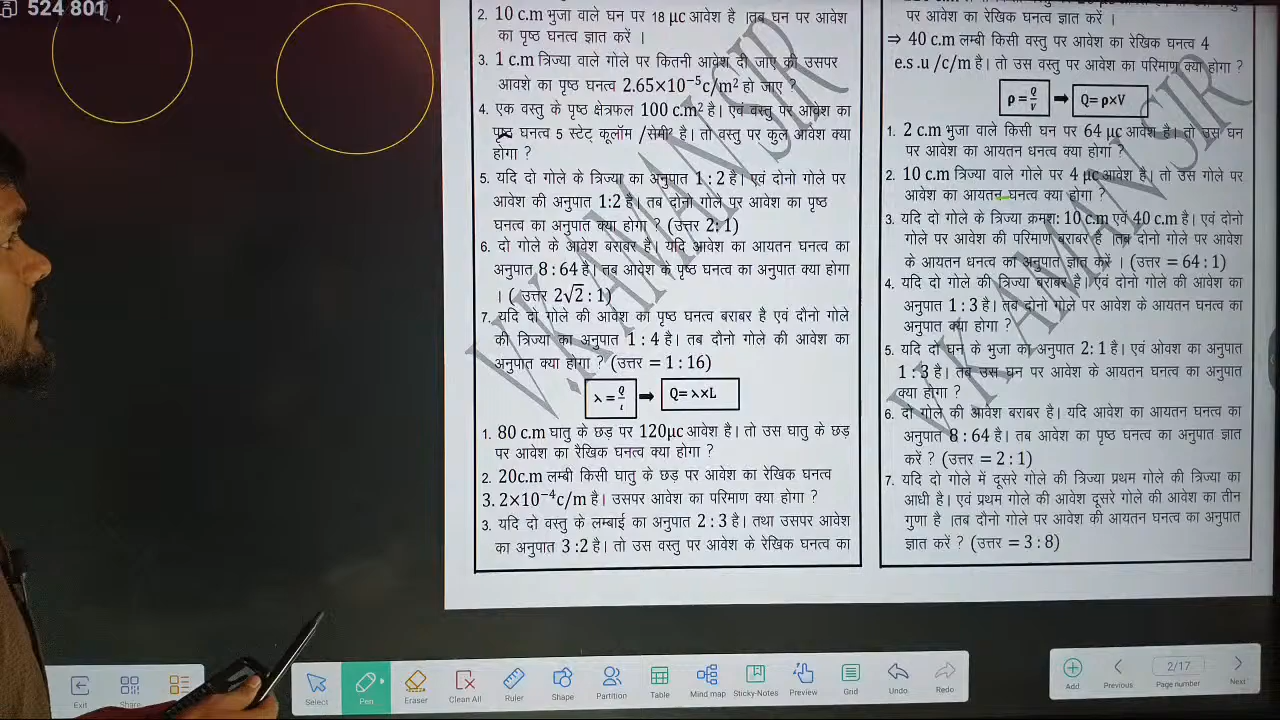 524 801
2. 10 c.m भुजा वाले घन पर 18 μc आवेश है ।तब घन पर आवेश
का पृष्ठ घनत्व ज्ञात करें ।
3. 1 c.m त्रिज्या वाले गोले पर कितनी आवेश दी जाए की उसपर
आवशे का पृष्ठ घनत्व 2.65×10⁻⁵c/m² हो जाए ?
4. एक वस्तु के पृष्ठ क्षेत्रफल 100 c.m² है। एवं वस्तु पर आवेश का
घनत्व 5 स्टेट् कूलॉम /सेमी² है। तो वस्तु पर कुल आवेश क्या
होगा ?
5. यदि दो गोले के त्रिज्या का अनुपात 1 : 2 है। एवं दोनो गोले पर
आवेश की अनुपात 1:2 है। तब दोनो गोले पर आवेश का पृष्ठ
घनत्व का अनुपात क्या होगा ? (उत्तर 2: 1)
6. दो गोले के आवेश बराबर है। यदि आवेश का आयतन घनत्व का
अनुपात 8 : 64 है। तब आवेश के पृष्ठ घनत्व का अनुपात क्या होगा
। ( उत्तर 2√2 : 1)
7. यदि दो गोले की आवेश का पृष्ठ घनत्व बराबर है एवं दौनो गोले
की त्रिज्या का अनुपात 1 : 4 है। तब दौनो गोले की आवेश का
अनुपात क्या होगा ? (उत्तर = 1 : 16)
λ = Q/L ➡ Q= λ×L
1. 80 c.m घातु के छड़ पर 120μc आवेश है। तो उस घातु के छड़
पर आवेश का रैखिक घनत्व क्या होगा ?
2. 20c.m लम्बी किसी घातु के छड़ पर आवेश का रेखिक घनत्व
3. 2×10⁻⁴c/m है। उसपर आवेश का परिमाण क्या होगा ?
3. यदि दो वस्तु के लम्बाई का अनुपात 2 : 3 है। तथा उसपर आवेश
का अनुपात 3 :2 है। तो उस वस्तु पर आवेश के रेखिक घनत्व का
पर आवेश का रेखिक घनत्व ज्ञात करें ।
⇒ 40 c.m लम्बी किसी वस्तु पर आवेश का रेखिक घनत्व 4
e.s.u /c/m है। तो उस वस्तु पर आवेश का परिमाण क्या होगा ?
ρ = Q/V ➡ Q= ρ×V
1. 2 c.m भुजा वाले किसी घन पर 64 μc आवेश है। तो उस घन
पर आवेश का आयतन धनत्व क्या होगा ?
2. 10 c.m त्रिज्या वाले गोले पर 4 μc आवेश है। तो उस गोले पर
आवेश का आयतन घनत्व क्या होगा ?
3. यदि दो गोले के त्रिज्या क्रमश: 10 c.m एवं 40 c.m है। एवं दोनो
गोले पर आवेश की परिमाण बराबर है ।तब दोनो गोले पर आवेश
के आयतन धनत्व का अनुपात ज्ञात करें । (उत्तर = 64 : 1)
4. यदि दो गोले की त्रिज्या बराबर है। एवं दोनो गोले की आवेश का
अनुपात 1 : 3 है। तब दोनो गोले पर आवेश के आयतन घनत्व का
अनुपात क्या होगा ?
5. यदि दो घन के भुजा का अनुपात 2: 1 है। एवं ओवश का अनुपात
1 : 3 है। तब उस घन पर आवेश के आयतन घनत्व का अनुपात
क्या होगा ?
6. दो गोले की आवेश बराबर है। यदि आवेश का आयतन घनत्व का
अनुपात 8 : 64 है। तब आवेश का पृष्ठ घनत्व का अनुपात ज्ञात
करें ? (उत्तर = 2 : 1)
7. यदि दो गोले में दूसरे गोले की त्रिज्या प्रथम गोले की त्रिज्या का
आधी है। एवं प्रथम गोले की आवेश दूसरे गोले की आवेश का तीन
गुणा है ।तब दौनो गोले पर आवेश की आयतन घनत्व का अनुपात
ज्ञात करें ? (उत्तर = 3 : 8)
V.K AMAN SIR
V.K AMAN SIR
Exit Share Select Pen Eraser Clean All Ruler Shape Partition Table Mind map Sticky-Notes Preview Grid Undo Redo Add Previous 2/17 Page number Next